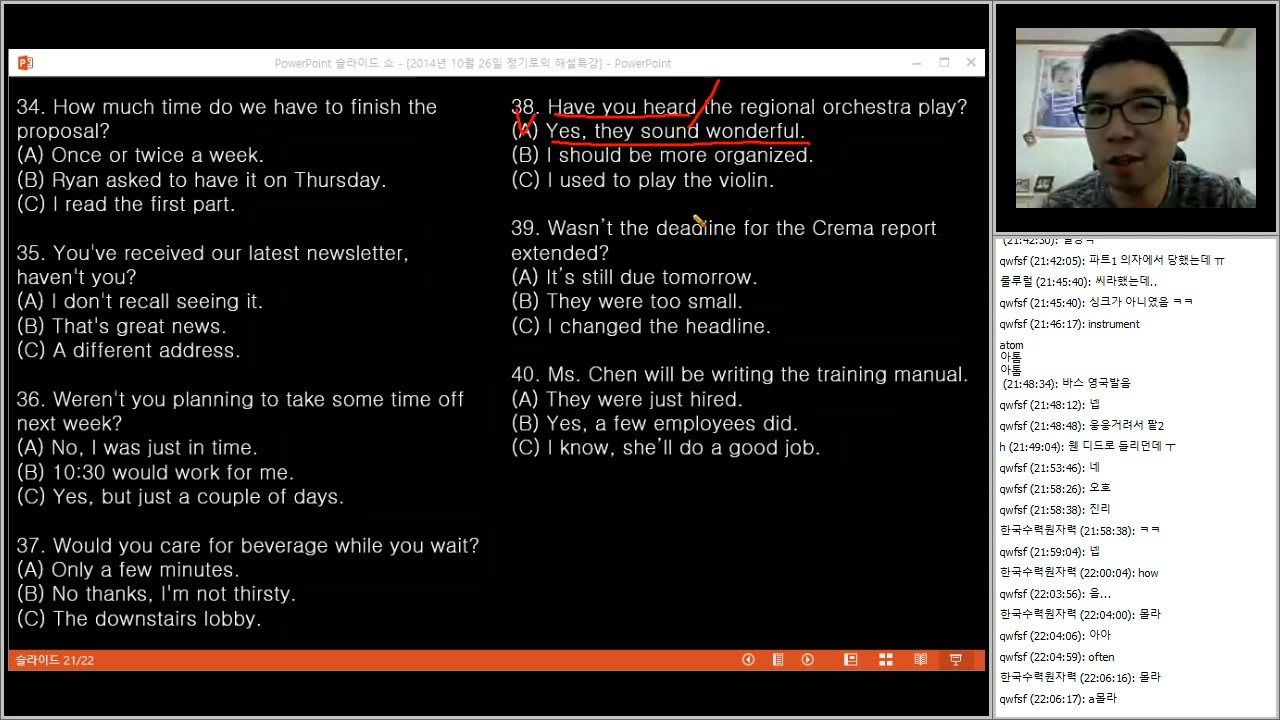 PowerPoint 슬라이드 쇼 - [2014년 10월 26일 정기토익 해설특강] - PowerPoint
34. How much time do we have to finish the
proposal?
(A) Once or twice a week.
(B) Ryan asked to have it on Thursday.
(C) I read the first part.
35. You've received our latest newsletter,
haven't you?
(A) I don't recall seeing it.
(B) That's great news.
(C) A different address.
36. Weren't you planning to take some time off
next week?
(A) No, I was just in time.
(B) 10:30 would work for me.
(C) Yes, but just a couple of days.
37. Would you care for beverage while you wait?
(A) Only a few minutes.
(B) No thanks, I'm not thirsty.
(C) The downstairs lobby.
38. Have you heard the regional orchestra play?
(A) Yes, they sound wonderful.
(B) I should be more organized.
(C) I used to play the violin.
39. Wasn't the deadline for the Crema report
extended?
(A) It's still due tomorrow.
(B) They were too small.
(C) I changed the headline.
40. Ms. Chen will be writing the training manual.
(A) They were just hired.
(B) Yes, a few employees did.
(C) I know, she'll do a good job.
슬라이드 21/22
qwfsf (21:42:05): 파트1 의자에서 당했는데 ㅠ
룰루럴 (21:45:40): 씨라했는데..
qwfsf (21:45:40): 싱크가 아니였음 ㅋㅋ
qwfsf (21:46:17): instrument
atom
아톰
아톰
(21:48:34): 바스 영국발음
qwfsf (21:48:12): 넵
qwfsf (21:48:48): 웅웅거려서 팔2
h (21:49:04): 웬 디드로 들리던데 ㅜ
qwfsf (21:53:46): 네
qwfsf (21:58:26): 오호
qwfsf (21:58:38): 진리
한국수력원자력 (21:58:38): ㅋㅋ
qwfsf (21:59:04): 넵
한국수력원자력 (22:00:04): how
qwfsf (22:03:56): 음...
한국수력원자력 (22:04:00): 몰라
qwfsf (22:04:06): 아아
qwfsf (22:04:59): often
한국수력원자력 (22:06:16): 몰라
qwfsf (22:06:17): a몰라